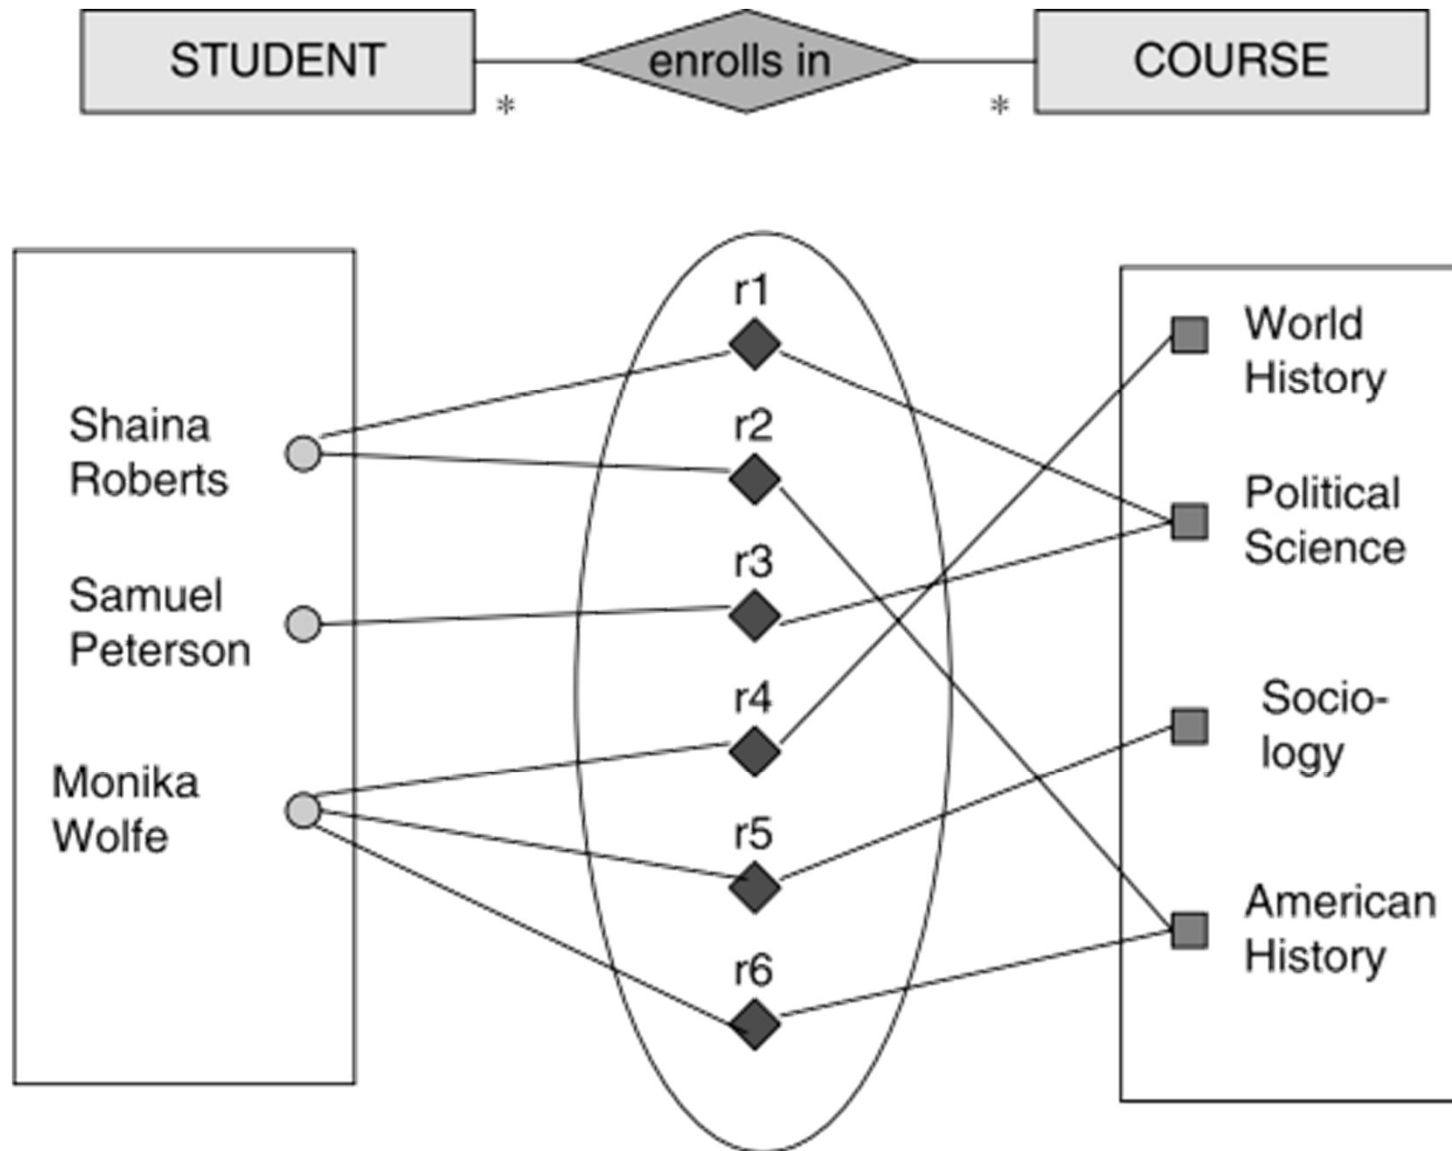 STUDENT
enrolls in
COURSE
*
*
Shaina
Roberts
Samuel
Peterson
Monika
Wolfe
r1
r2
r3
r4
r5
r6
World
History
Political
Science
Socio-
logy
American
History